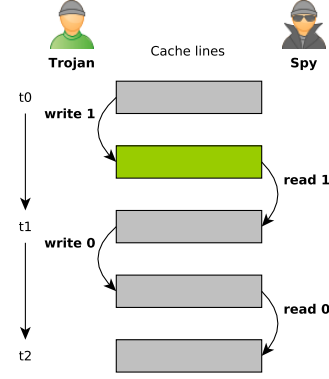 Cache lines
Trojan
Spy
t0
write 1
read 1
t1
write 0
read 0
t2